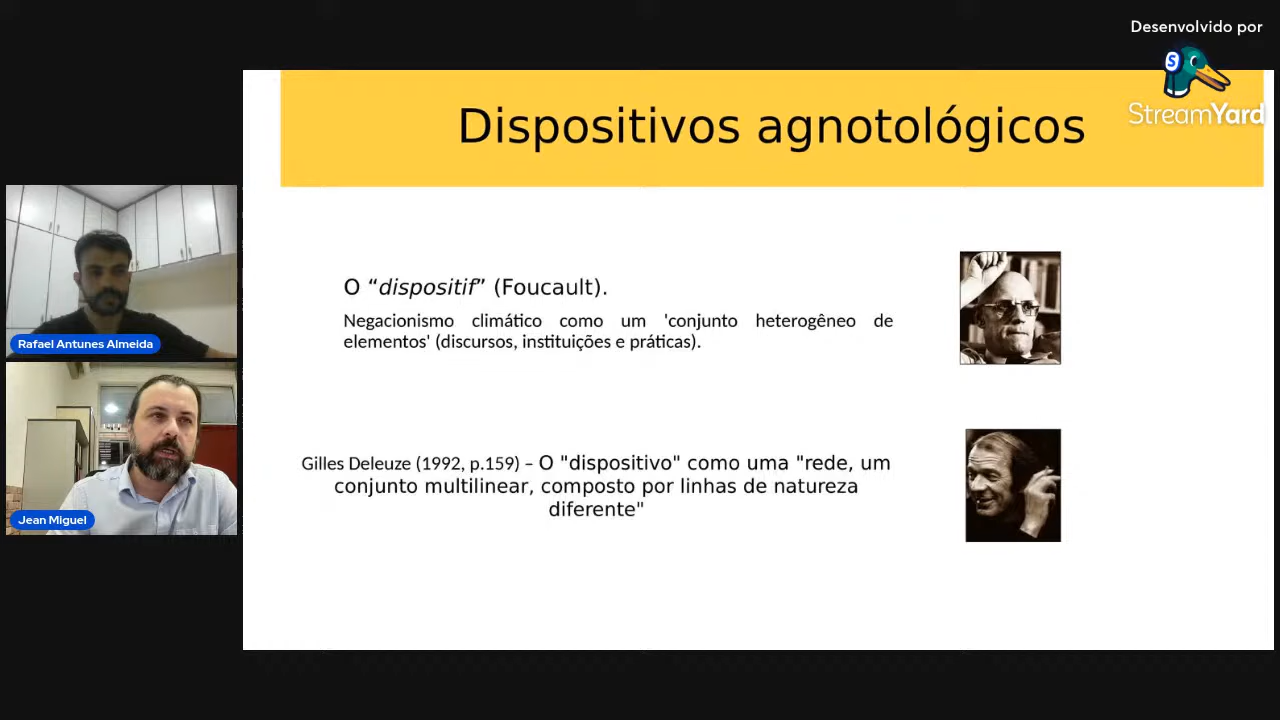 Desenvolvido por
StreamYard
Dispositivos agnotológicos
O “dispositif” (Foucault).
Negacionismo climático como um 'conjunto heterogêneo de
elementos' (discursos, instituições e práticas).
Gilles Deleuze (1992, p.159) – O "dispositivo" como uma "rede, um
conjunto multilinear, composto por linhas de natureza
diferente"
Rafael Antunes Almeida
Jean Miguel